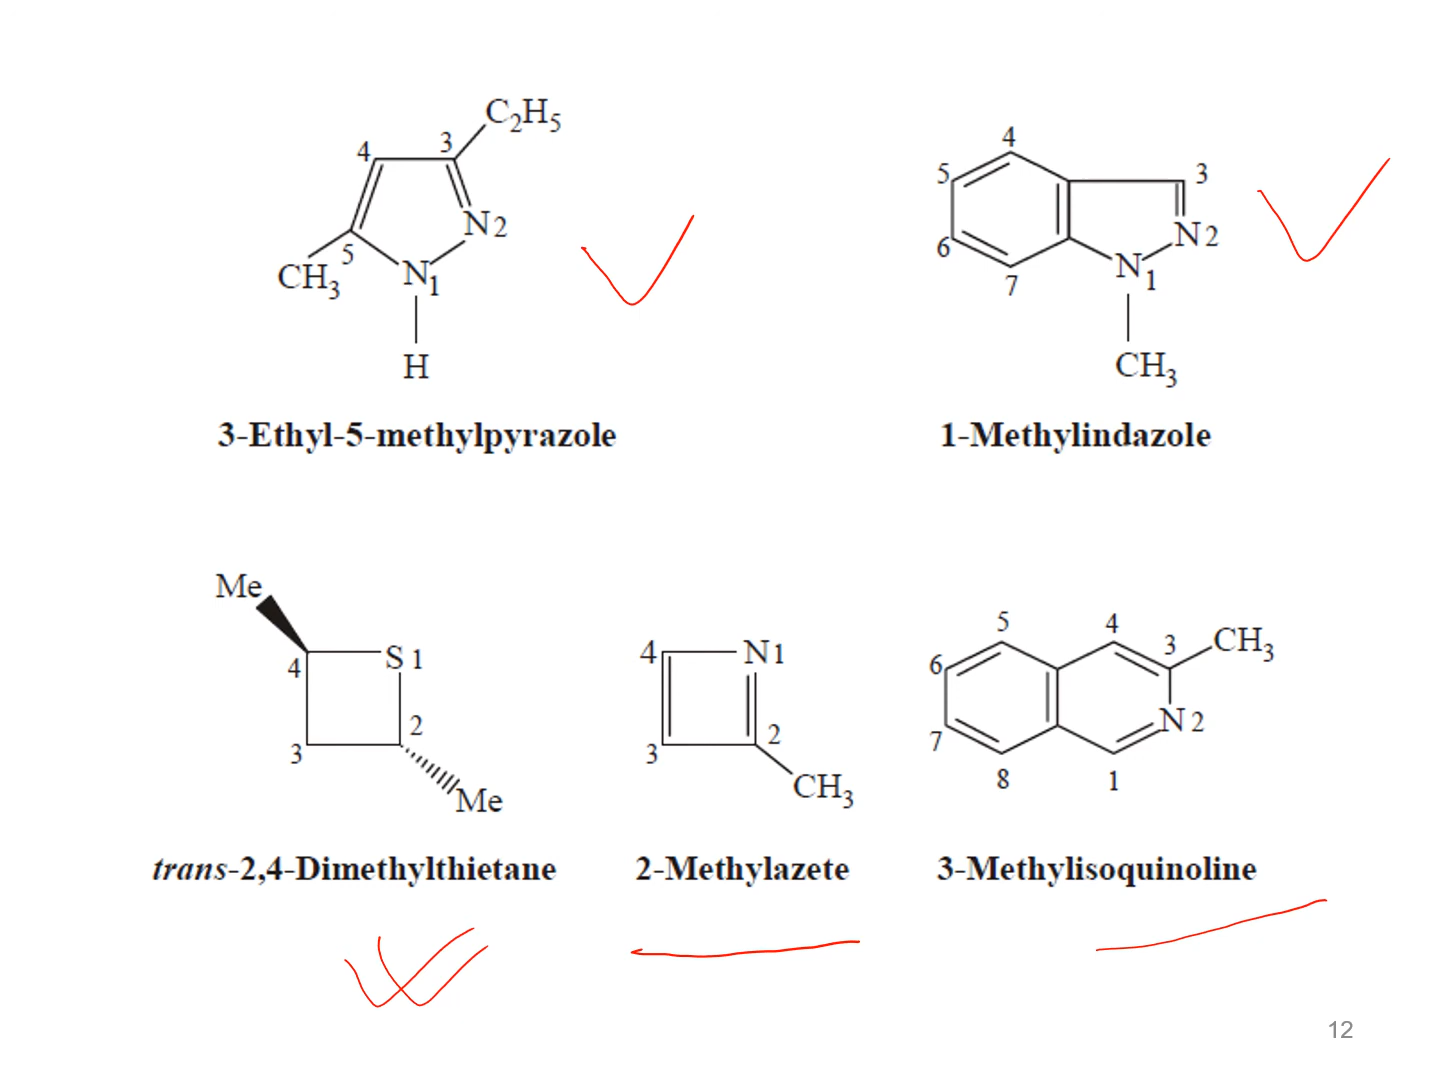 C2H5
4 3
N2
5
CH3 N1
H
3-Ethyl-5-methylpyrazole
4
5 3
6 N2
7 N1
CH3
1-Methylindazole
Me
4 S1
3 2
Me
trans-2,4-Dimethylthietane
4 N1
3 2
CH3
2-Methylazete
5 4 3 CH3
6
7 N2
8 1
3-Methylisoquinoline
12